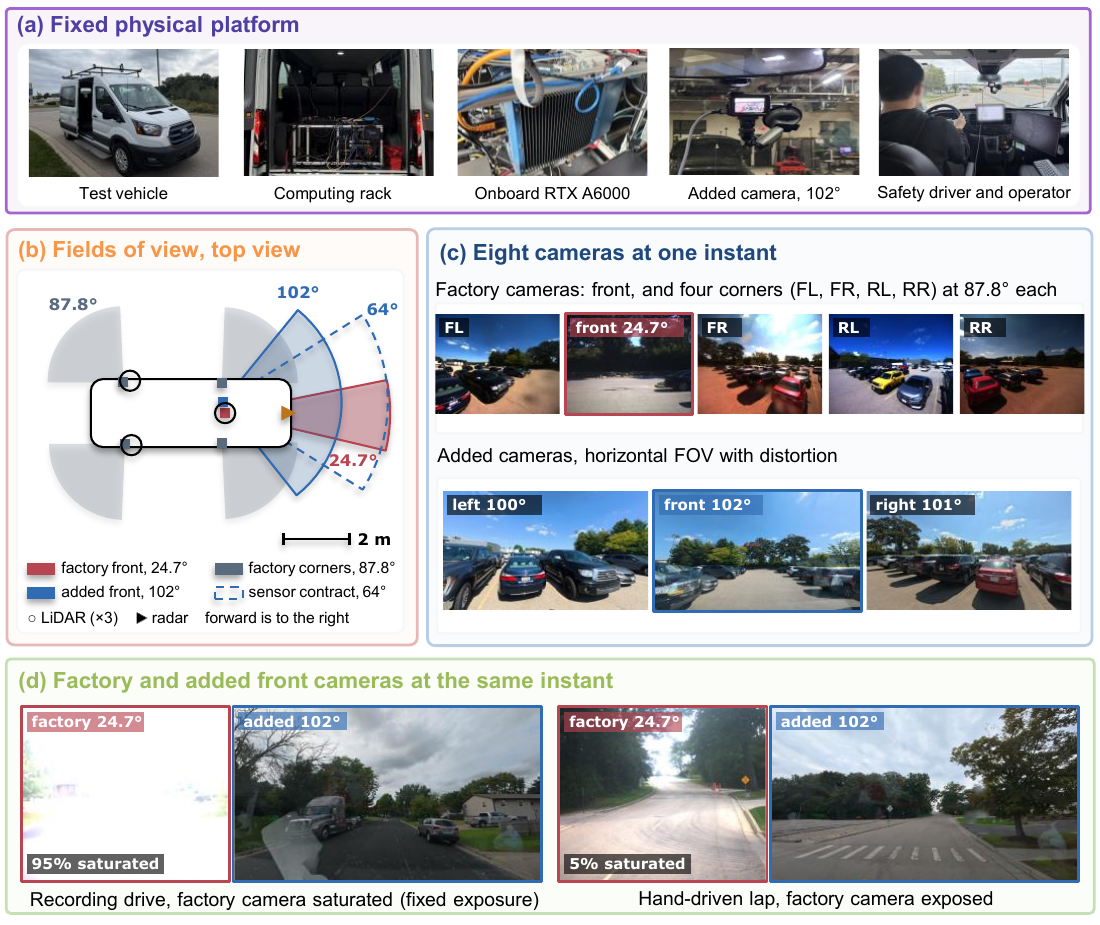 (a) Fixed physical platform
Test vehicle
Computing rack
Onboard RTX A6000
Added camera, 102°
Safety driver and operator
(b) Fields of view, top view
87.8°
102°
64°
24.7°
2 m
factory front, 24.7°
factory corners, 87.8°
added front, 102°
sensor contract, 64°
○ LiDAR (×3)
► radar
forward is to the right
(c) Eight cameras at one instant
Factory cameras: front, and four corners (FL, FR, RL, RR) at 87.8° each
FL
front 24.7°
FR
RL
RR
Added cameras, horizontal FOV with distortion
left 100°
front 102°
right 101°
(d) Factory and added front cameras at the same instant
factory 24.7°
95% saturated
added 102°
factory 24.7°
5% saturated
added 102°
Recording drive, factory camera saturated (fixed exposure)
Hand-driven lap, factory camera exposed